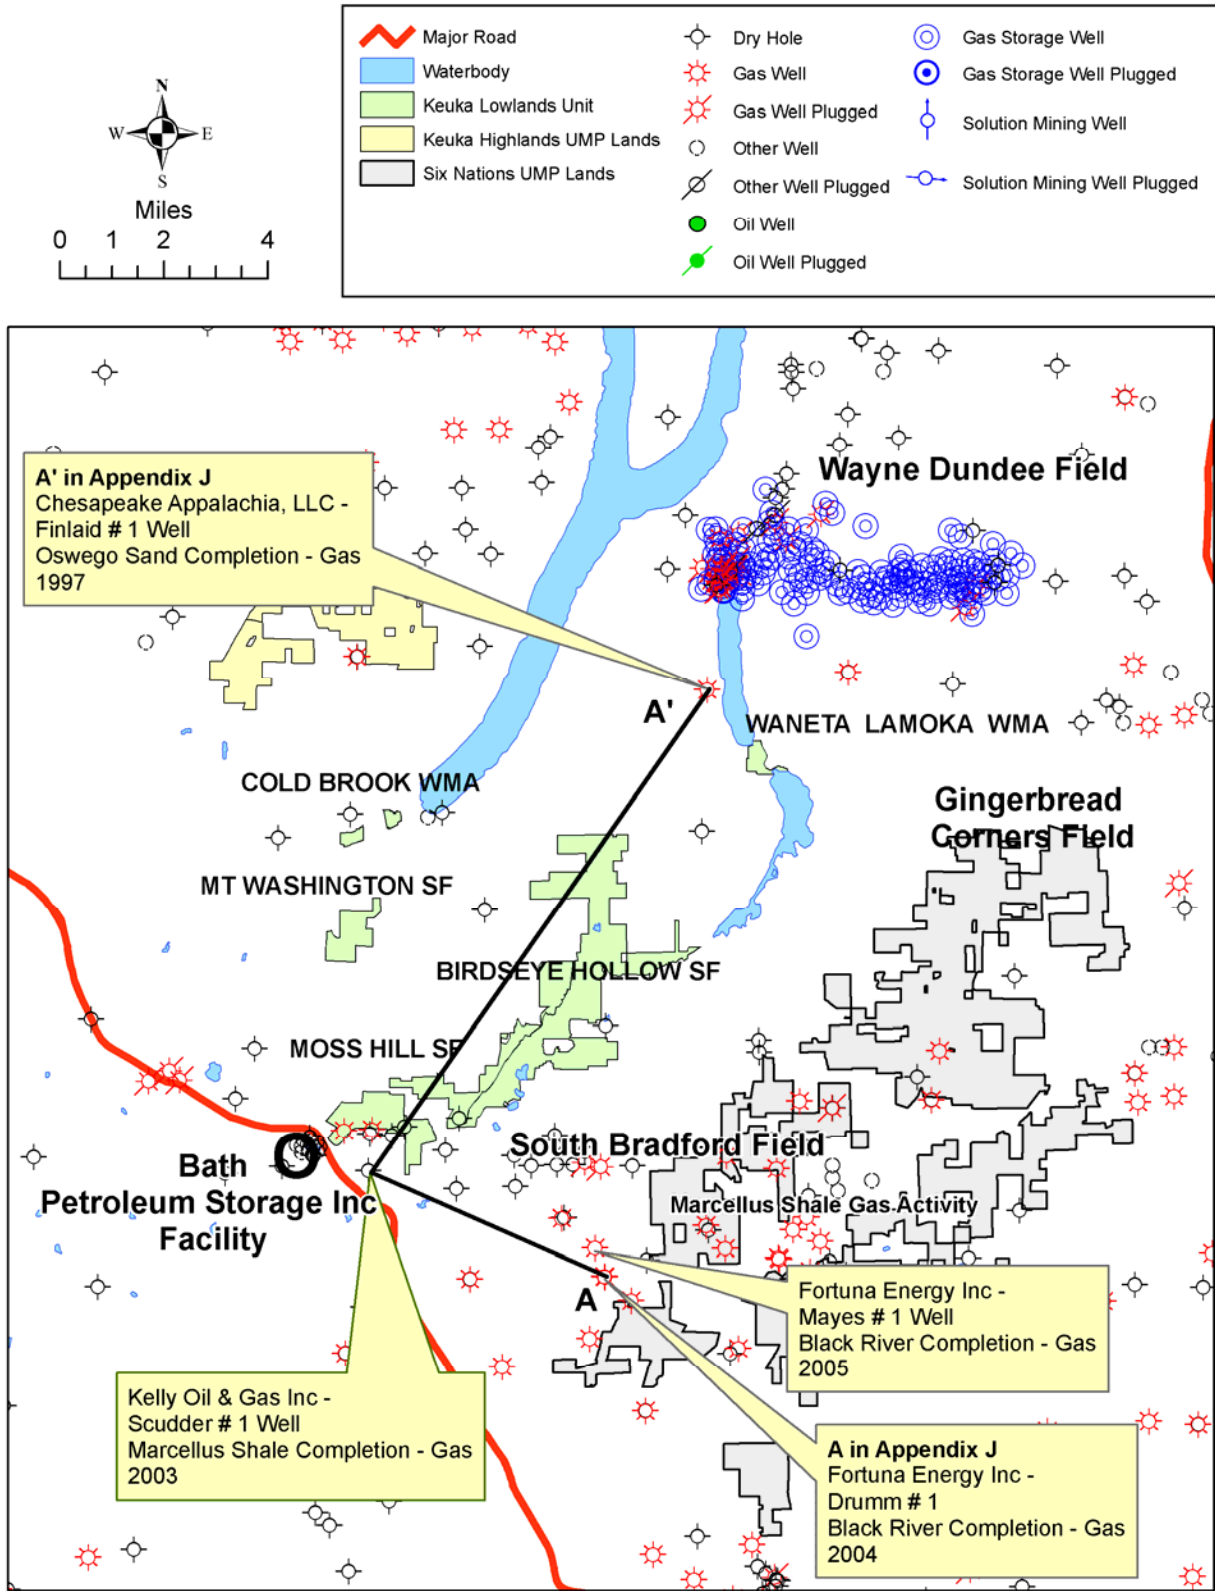 N
W
E
S
Miles
0 1 2 4
Major Road
Waterbody
Keuka Lowlands Unit
Keuka Highlands UMP Lands
Six Nations UMP Lands
Dry Hole
Gas Well
Gas Well Plugged
Other Well
Other Well Plugged
Oil Well
Oil Well Plugged
Gas Storage Well
Gas Storage Well Plugged
Solution Mining Well
Solution Mining Well Plugged
A' in Appendix J
Chesapeake Appalachia, LLC -
Finlaid # 1 Well
Oswego Sand Completion - Gas
1997
Wayne Dundee Field
A'
WANETA LAMOKA WMA
COLD BROOK WMA
Gingerbread
Corners Field
MT WASHINGTON SF
BIRDSEYE HOLLOW SF
MOSS HILL SF
South Bradford Field
Bath
Petroleum Storage Inc
Facility
Marcellus Shale Gas Activity
A
Fortuna Energy Inc -
Mayes # 1 Well
Black River Completion - Gas
2005
Kelly Oil & Gas Inc -
Scudder # 1 Well
Marcellus Shale Completion - Gas
2003
A in Appendix J
Fortuna Energy Inc -
Drumm # 1
Black River Completion - Gas
2004